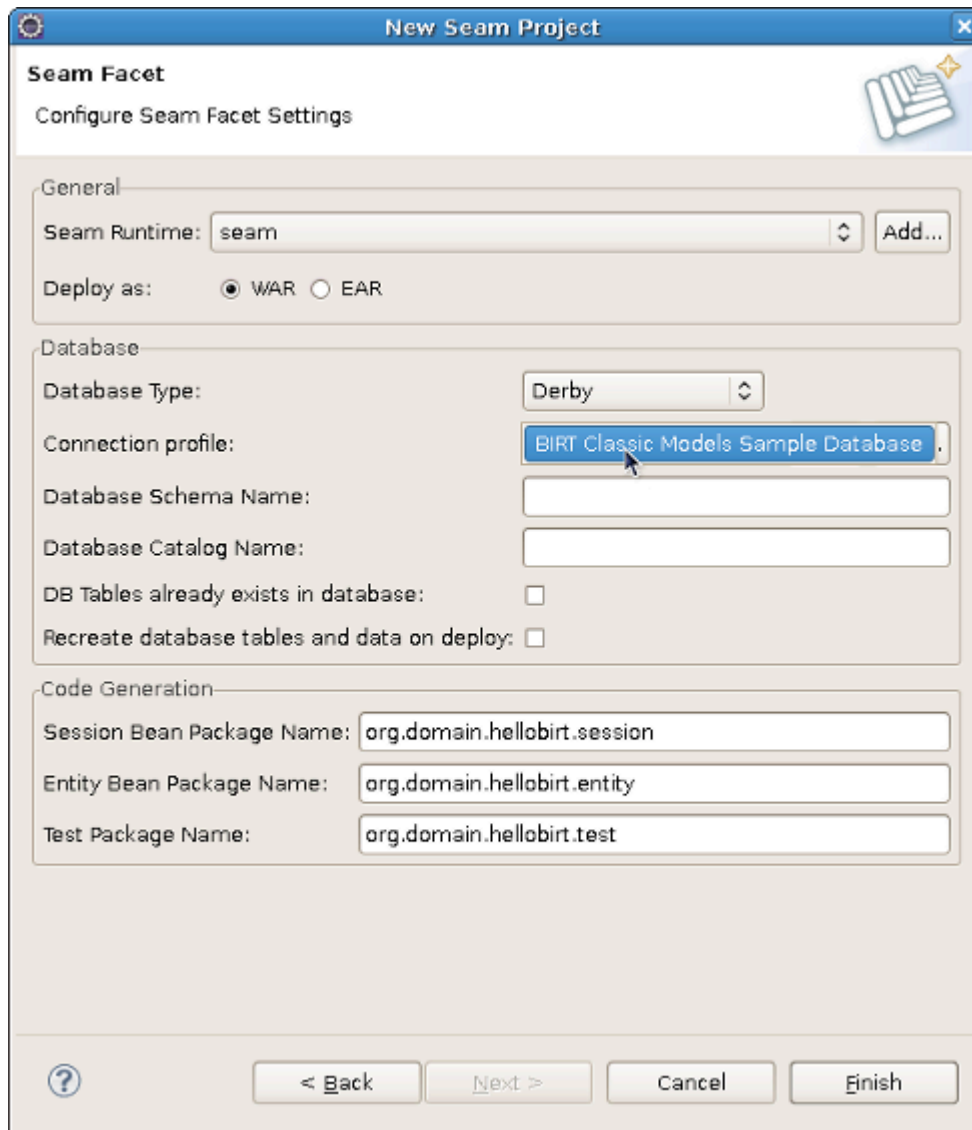 New Seam Project
Seam Facet
Configure Seam Facet Settings
General
Seam Runtime: seam Add...
Deploy as: WAR EAR
Database
Database Type: Derby
Connection profile: BIRT Classic Models Sample Database .
Database Schema Name:
Database Catalog Name:
DB Tables already exists in database:
Recreate database tables and data on deploy:
Code Generation
Session Bean Package Name: org.domain.hellobirt.session
Entity Bean Package Name: org.domain.hellobirt.entity
Test Package Name: org.domain.hellobirt.test
? < Back Next > Cancel Finish